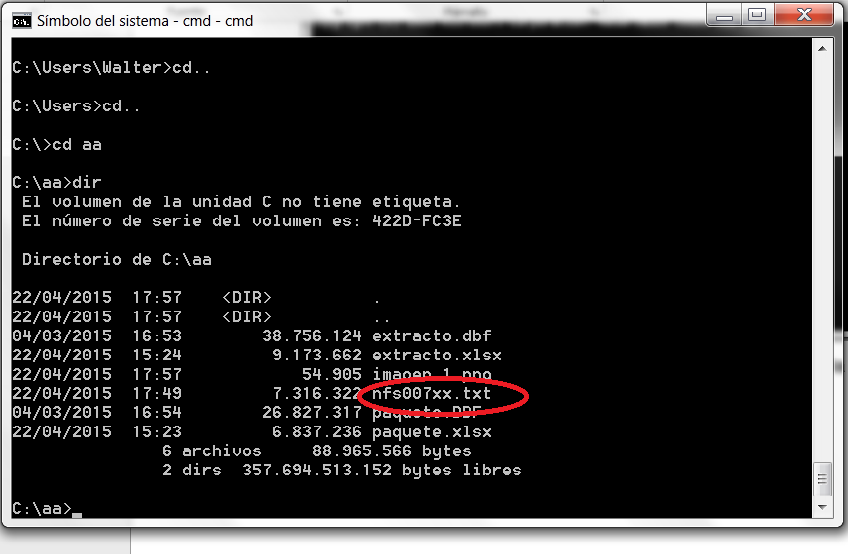 Símbolo del sistema - cmd - cmd
C:\Users\Walter>cd..
C:\Users>cd..
C:\>cd aa
C:\aa>dir
El volumen de la unidad C no tiene etiqueta.
El número de serie del volumen es: 422D-FC3E
Directorio de C:\aa
22/04/2015  17:57    <DIR>          .
22/04/2015  17:57    <DIR>          ..
04/03/2015  16:53        38.756.124 extracto.dbf
22/04/2015  15:24         9.173.662 extracto.xlsx
22/04/2015  17:57            54.905 imagen 1.png
22/04/2015  17:49         7.316.322 nfs007xx.txt
04/03/2015  16:54        26.827.317 paquete.DBF
22/04/2015  15:23         6.837.236 paquete.xlsx
6 archivos     88.965.566 bytes
2 dirs  357.694.513.152 bytes libres
C:\aa>_